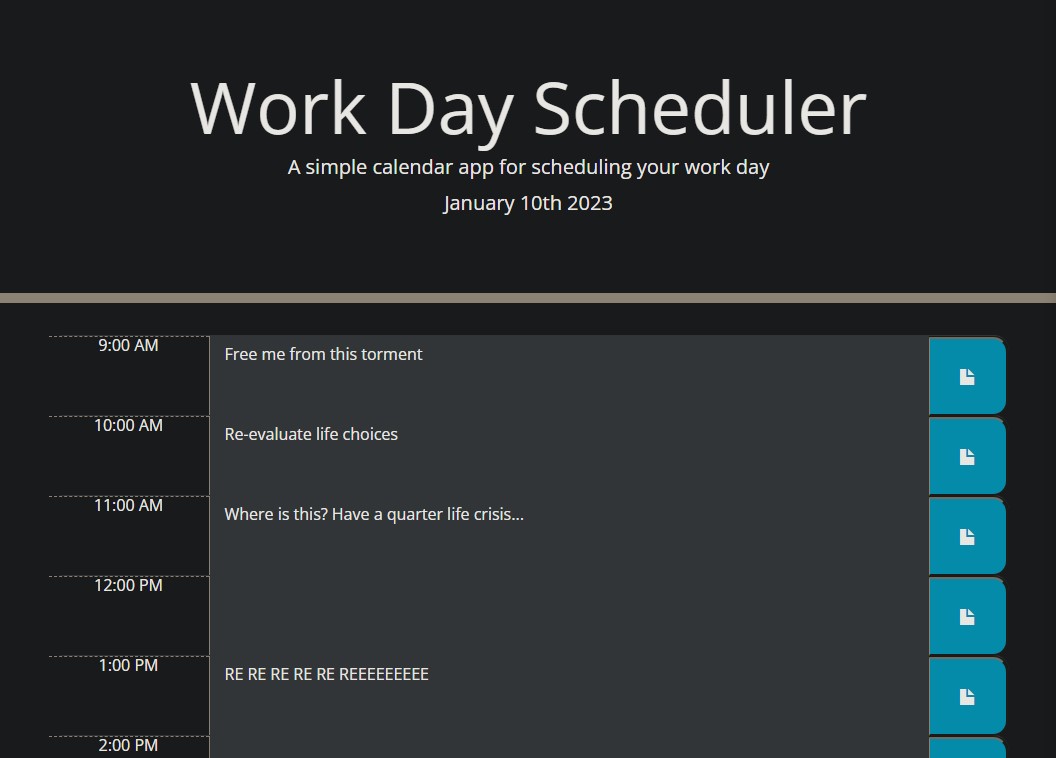 Work Day Scheduler
A simple calendar app for scheduling your work day
January 10th 2023
9:00 AM
Free me from this torment
10:00 AM
Re-evaluate life choices
11:00 AM
Where is this? Have a quarter life crisis...
12:00 PM
1:00 PM
RE RE RE RE RE REEEEEEEEE
2:00 PM